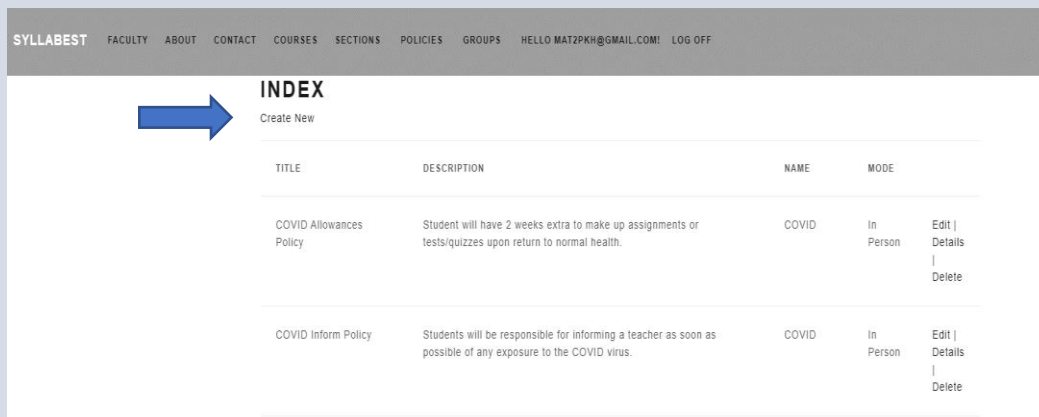 SYLLABEST FACULTY ABOUT CONTACT COURSES SECTIONS POLICIES GROUPS HELLO MAT2PKH@GMAIL.COM! LOG OFF
INDEX
Create New
TITLE DESCRIPTION NAME MODE
COVID Allowances Student will have 2 weeks extra to make up assignments or COVID In Edit |
Policy tests/quizzes upon return to normal health. Person Details
|
Delete
COVID Inform Policy Students will be responsible for informing a teacher as soon as COVID In Edit |
possible of any exposure to the COVID virus. Person Details
|
Delete